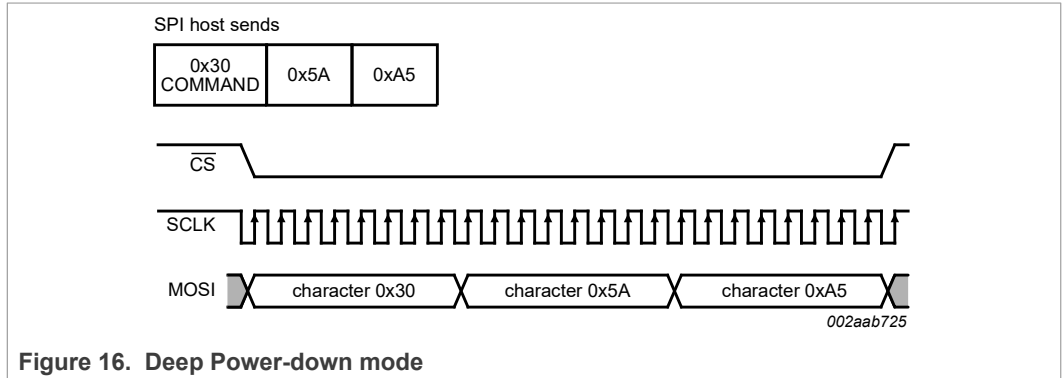 SPI host sends
0x30 COMMAND 0x5A 0xA5
CS
SCLK
MOSI character 0x30 character 0x5A character 0xA5
002aab725
Figure 16. Deep Power-down mode